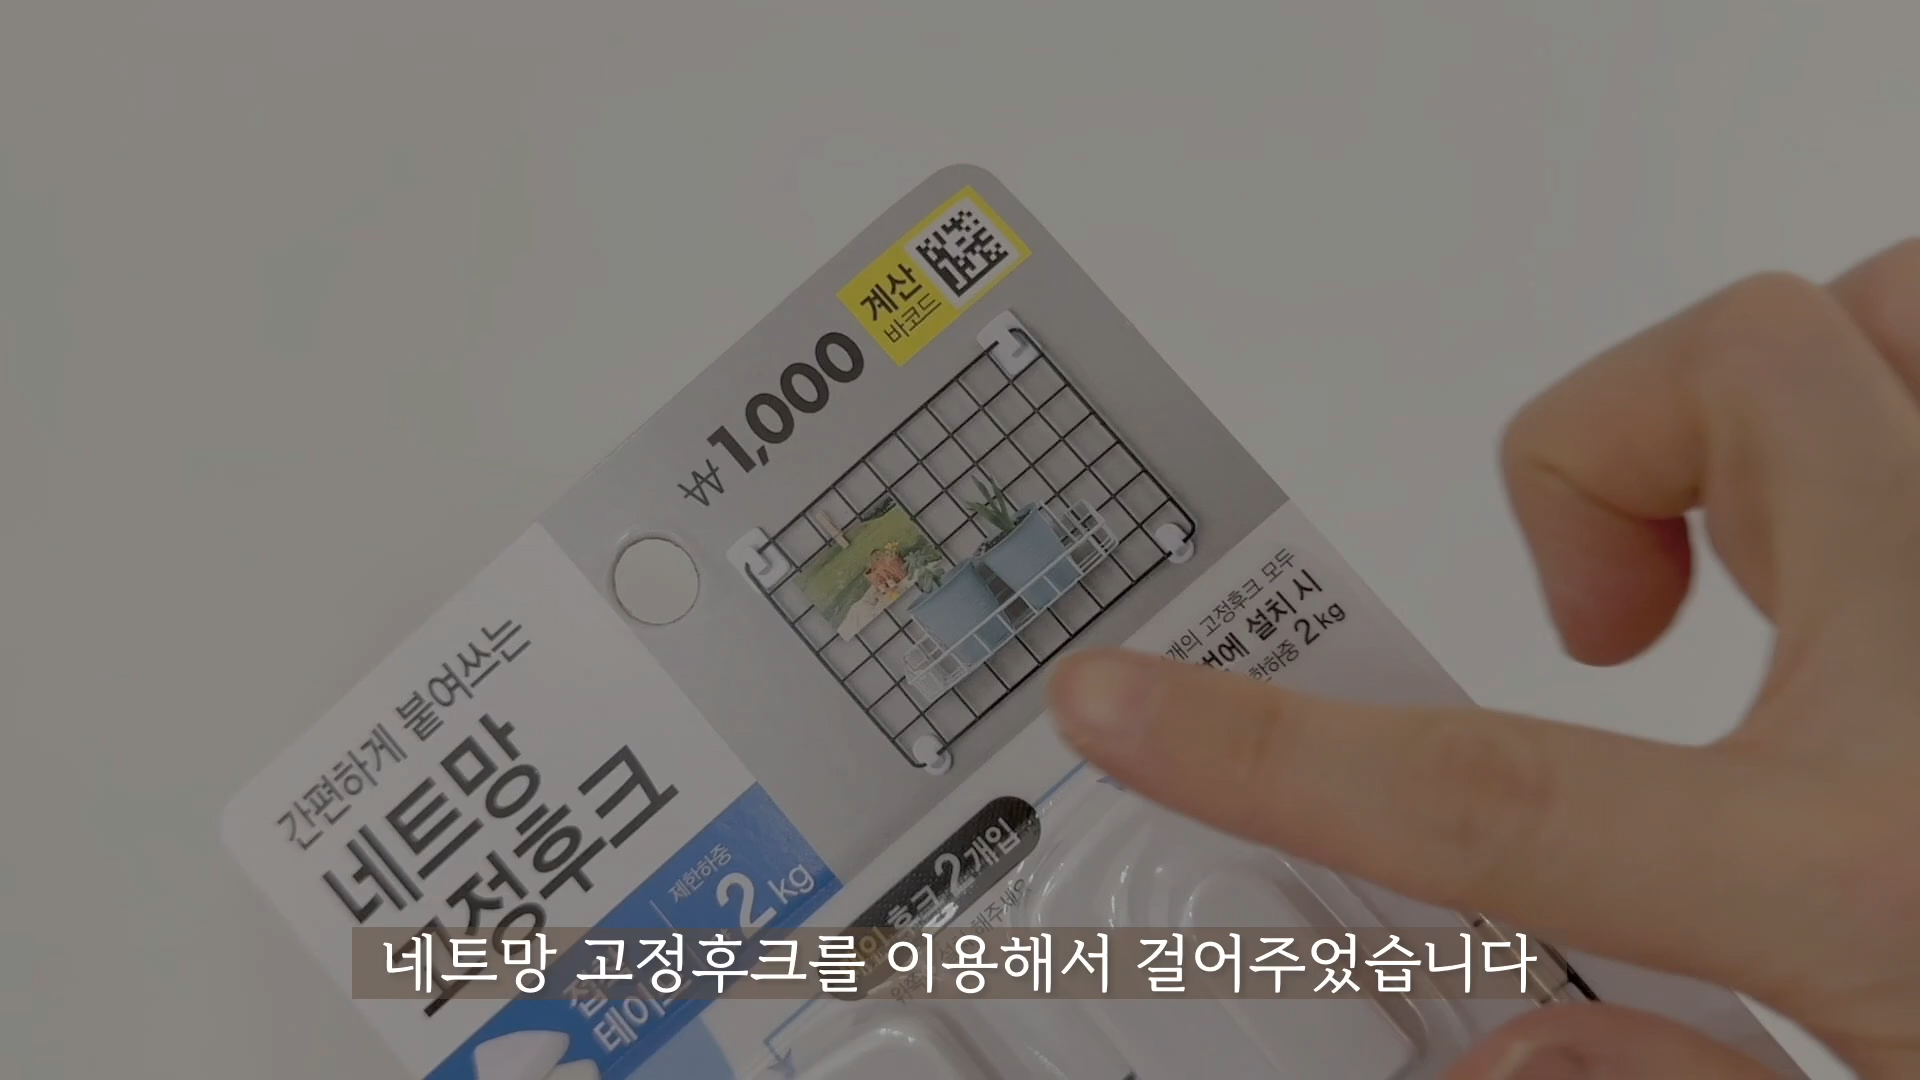 계산
바코드
₩1,000
간편하게 붙여쓰는
네트망
고정후크
개의 고정후크 모두
설치 시
2kg
제한하중
2kg
후크 2개입
테이프
네트망 고정후크를 이용해서 걸어주었습니다